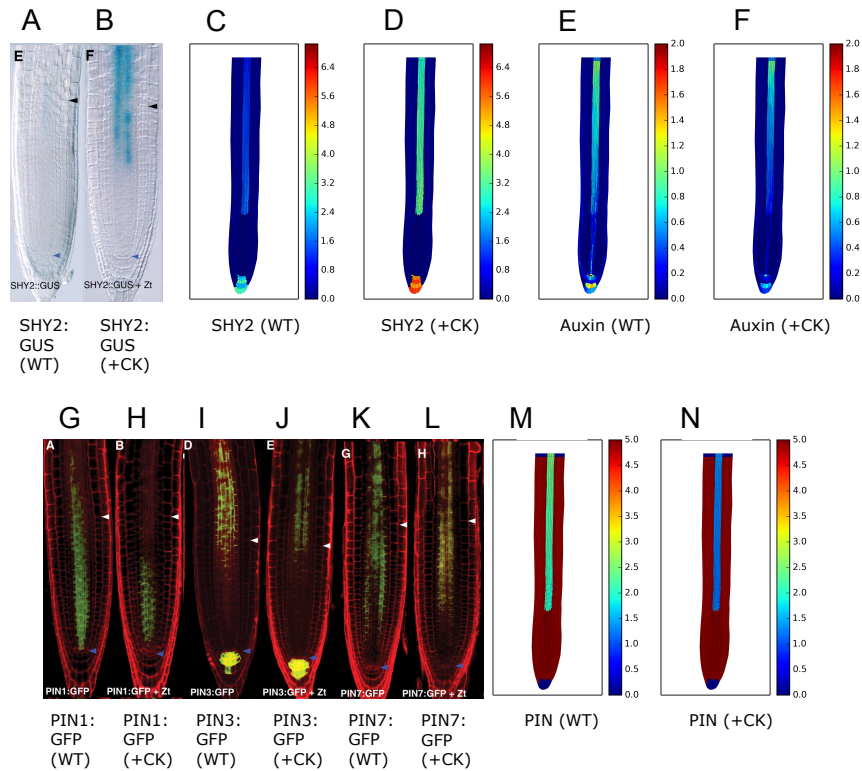 A B C D E F
E F
SHY2::GUS SHY2::GUS + Zt
6.4 5.6 4.8 4.0 3.2 2.4 1.6 0.8 0.0
6.4 5.6 4.8 4.0 3.2 2.4 1.6 0.8 0.0
2.0 1.8 1.6 1.4 1.2 1.0 0.8 0.6 0.4 0.2 0.0
2.0 1.8 1.6 1.4 1.2 1.0 0.8 0.6 0.4 0.2 0.0
SHY2:
GUS
(WT)
SHY2:
GUS
(+CK)
SHY2 (WT)
SHY2 (+CK)
Auxin (WT)
Auxin (+CK)
G H I J K L M N
A B D E G H
PIN1:GFP PIN1:GFP + Zt PIN3:GFP PIN3:GFP + Zt PIN7:GFP PIN7:GFP + Zt
5.0 4.5 4.0 3.5 3.0 2.5 2.0 1.5 1.0 0.5 0.0
5.0 4.5 4.0 3.5 3.0 2.5 2.0 1.5 1.0 0.5 0.0
PIN1:
GFP
(WT)
PIN1:
GFP
(+CK)
PIN3:
GFP
(WT)
PIN3:
GFP
(+CK)
PIN7:
GFP
(WT)
PIN7:
GFP
(+CK)
PIN (WT)
PIN (+CK)